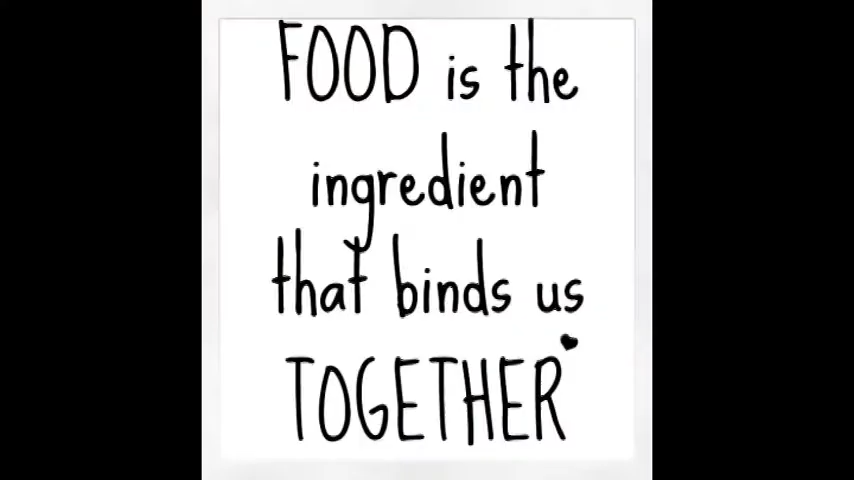 FOOD is the
ingredient
that binds us
TOGETHER